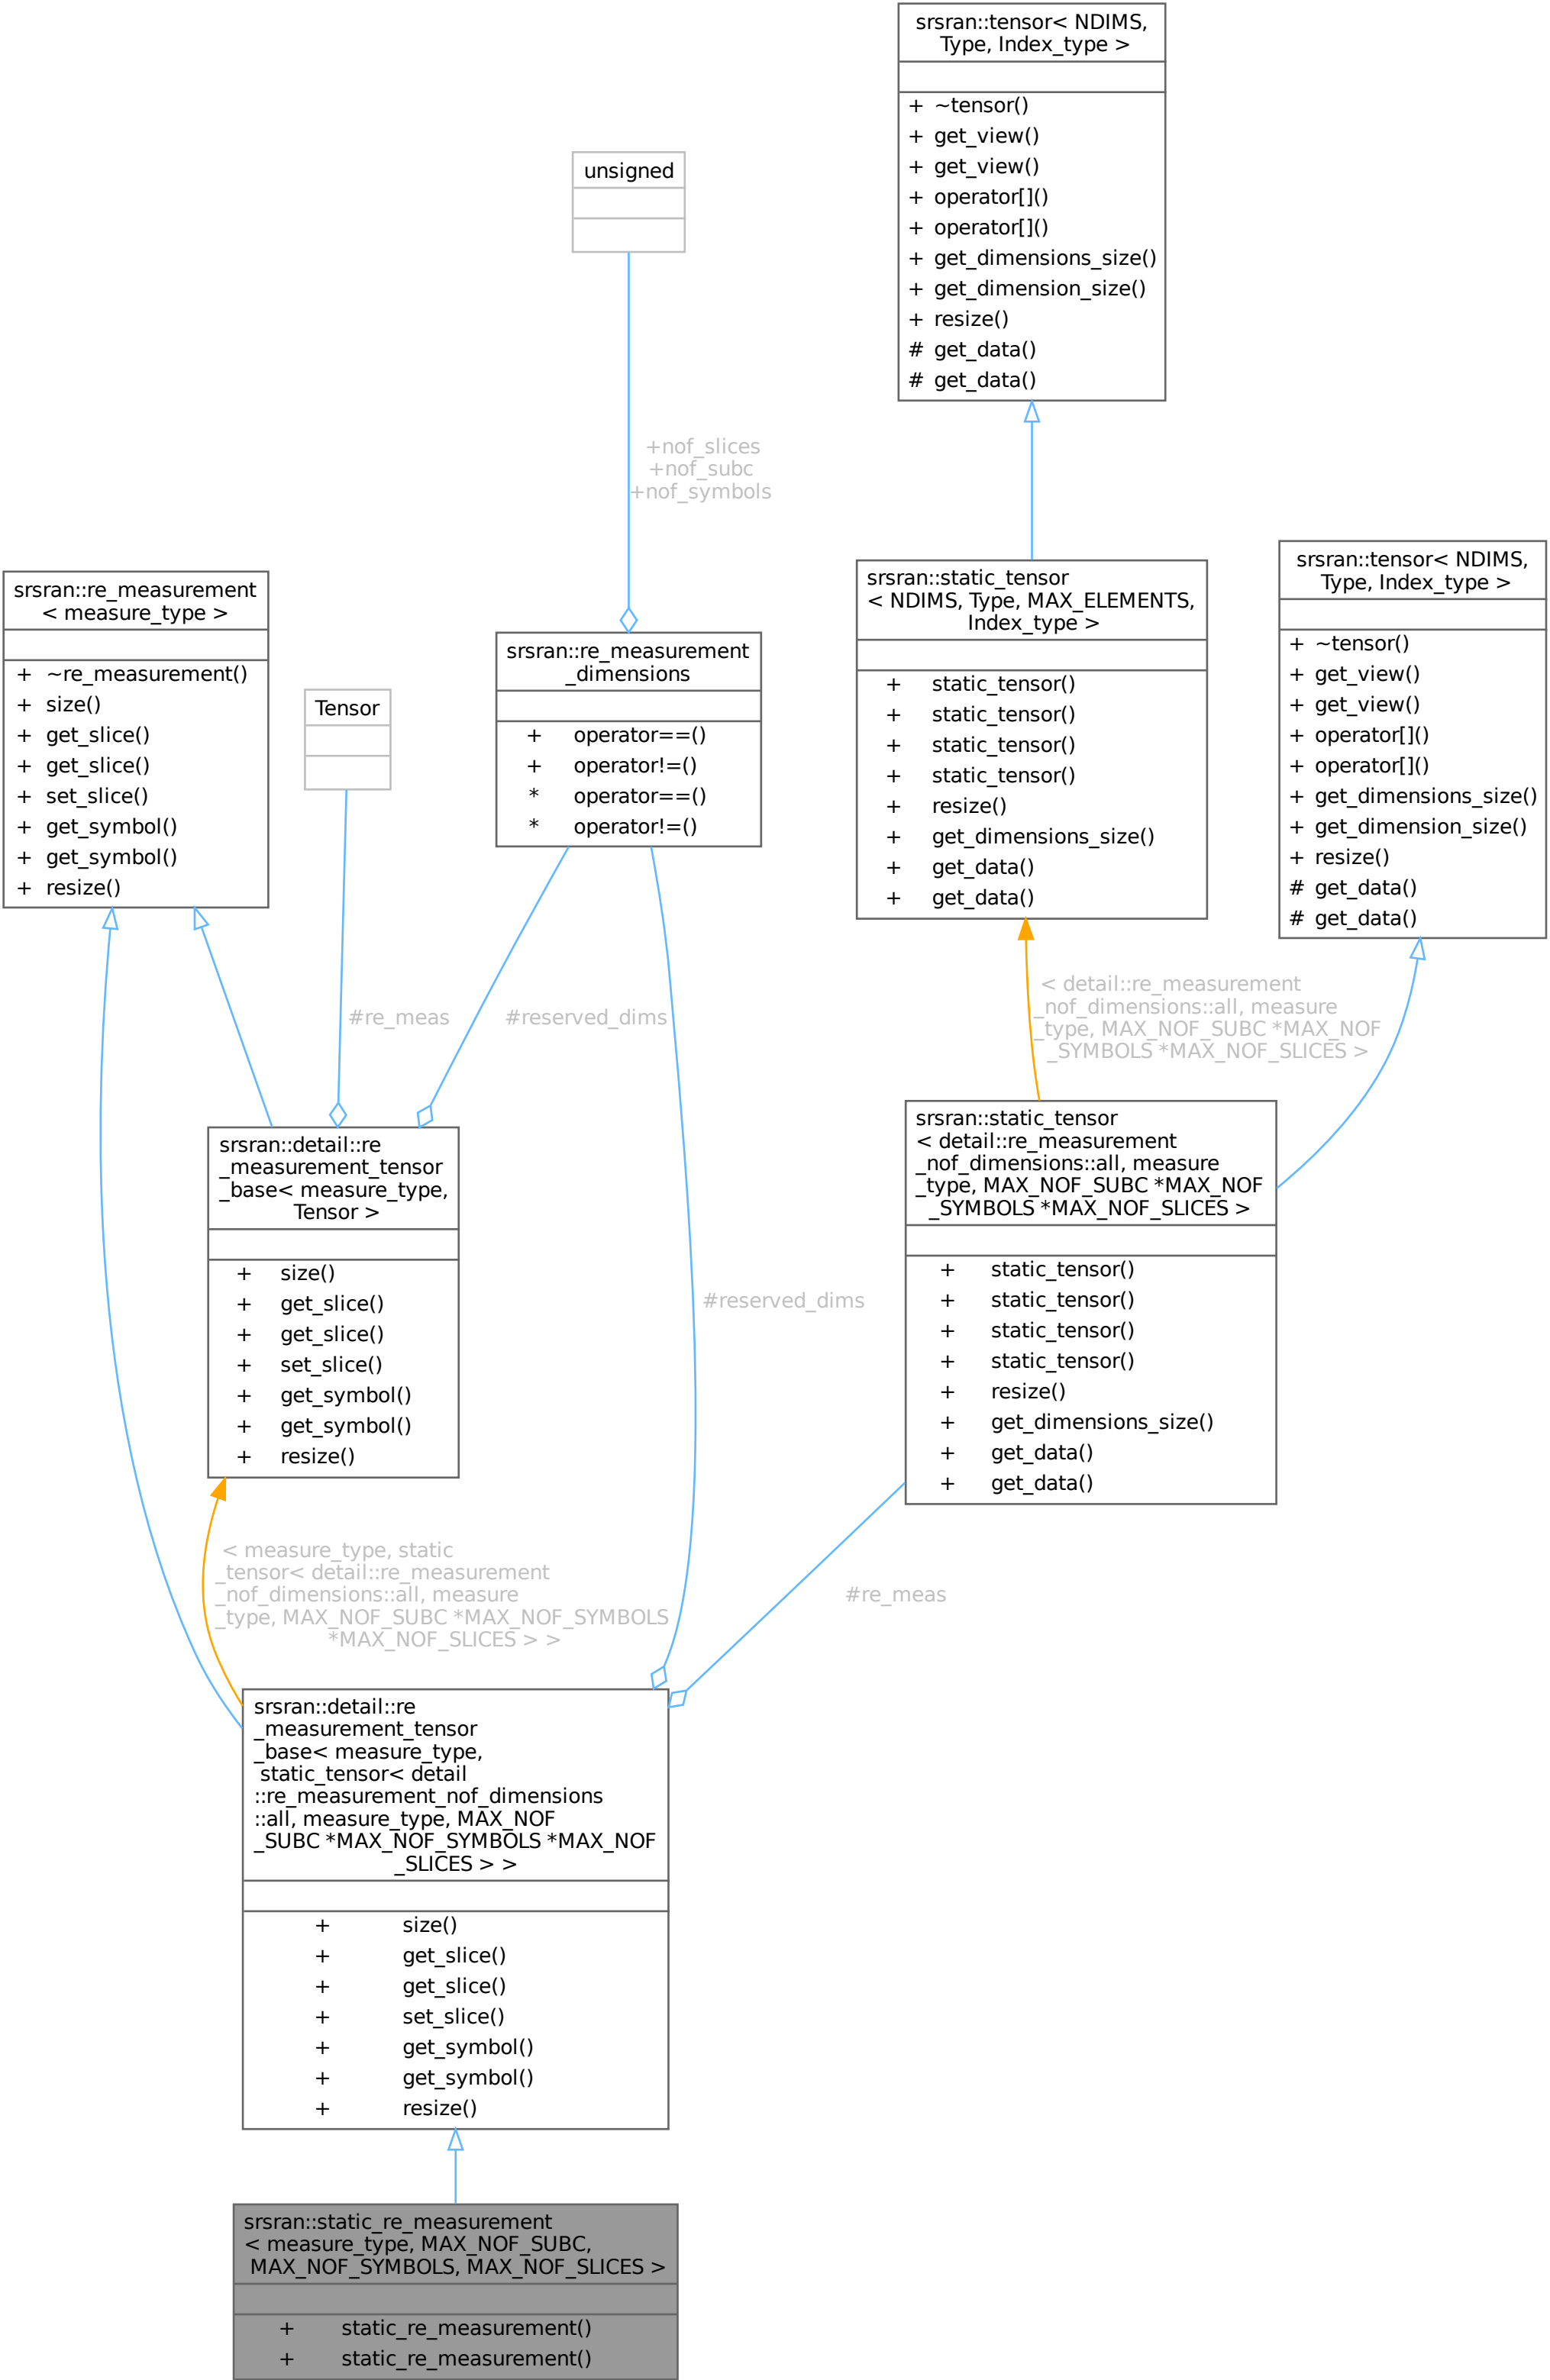 srsran::tensor< NDIMS,
Type, Index_type >
+ ~tensor()
+ get_view()
+ get_view()
+ operator[]()
+ operator[]()
+ get_dimensions_size()
+ get_dimension_size()
+ resize()
# get_data()
# get_data()
unsigned
+nof_slices
+nof_subc
+nof_symbols
srsran::re_measurement
< measure_type >
+ ~re_measurement()
+ size()
+ get_slice()
+ get_slice()
+ set_slice()
+ get_symbol()
+ get_symbol()
+ resize()
Tensor
srsran::re_measurement
_dimensions
+ operator==()
+ operator!=()
* operator==()
* operator!=()
srsran::static_tensor
< NDIMS, Type, MAX_ELEMENTS,
Index_type >
+ static_tensor()
+ static_tensor()
+ static_tensor()
+ static_tensor()
+ resize()
+ get_dimensions_size()
+ get_data()
+ get_data()
srsran::tensor< NDIMS,
Type, Index_type >
+ ~tensor()
+ get_view()
+ get_view()
+ operator[]()
+ operator[]()
+ get_dimensions_size()
+ get_dimension_size()
+ resize()
# get_data()
# get_data()
#re_meas
#reserved_dims
< detail::re_measurement
_nof_dimensions::all, measure
_type, MAX_NOF_SUBC *MAX_NOF
_SYMBOLS *MAX_NOF_SLICES >
srsran::detail::re
_measurement_tensor
_base< measure_type,
Tensor >
+ size()
+ get_slice()
+ get_slice()
+ set_slice()
+ get_symbol()
+ get_symbol()
+ resize()
#reserved_dims
srsran::static_tensor
< detail::re_measurement
_nof_dimensions::all, measure
_type, MAX_NOF_SUBC *MAX_NOF
_SYMBOLS *MAX_NOF_SLICES >
+ static_tensor()
+ static_tensor()
+ static_tensor()
+ static_tensor()
+ resize()
+ get_dimensions_size()
+ get_data()
+ get_data()
< measure_type, static
_tensor< detail::re_measurement
_nof_dimensions::all, measure
_type, MAX_NOF_SUBC *MAX_NOF_SYMBOLS
*MAX_NOF_SLICES > >
#re_meas
srsran::detail::re
_measurement_tensor
_base< measure_type,
static_tensor< detail
::re_measurement_nof_dimensions
::all, measure_type, MAX_NOF
_SUBC *MAX_NOF_SYMBOLS *MAX_NOF
_SLICES > >
+ size()
+ get_slice()
+ get_slice()
+ set_slice()
+ get_symbol()
+ get_symbol()
+ resize()
srsran::static_re_measurement
< measure_type, MAX_NOF_SUBC,
MAX_NOF_SYMBOLS, MAX_NOF_SLICES >
+ static_re_measurement()
+ static_re_measurement()